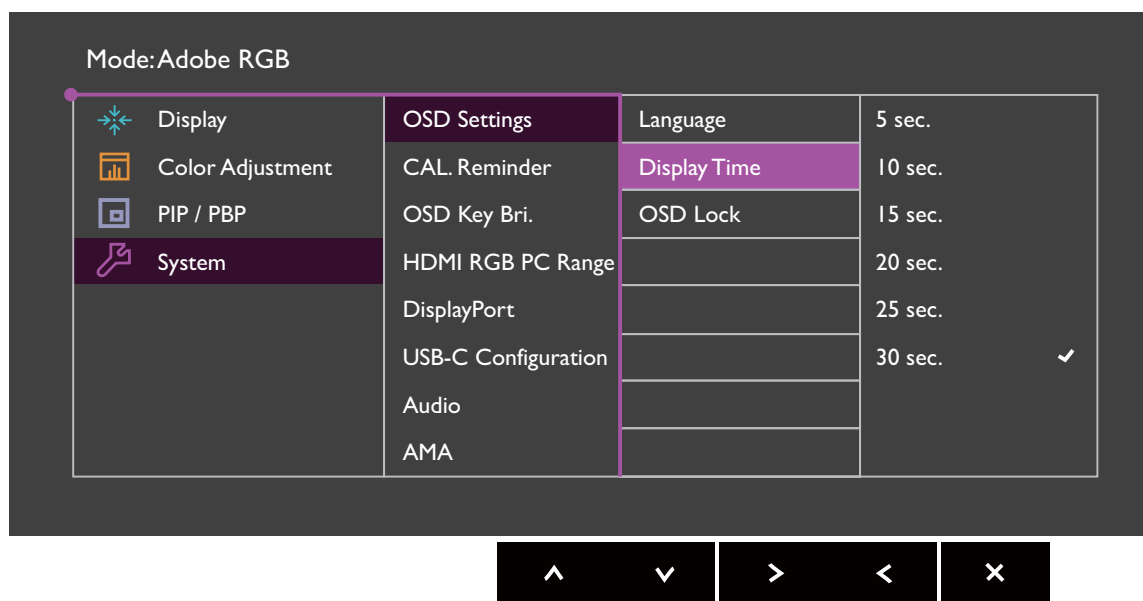 Mode: Adobe RGB
Display
Color Adjustment
PIP / PBP
System
OSD Settings
CAL. Reminder
OSD Key Bri.
HDMI RGB PC Range
DisplayPort
USB-C Configuration
Audio
AMA
Language
Display Time
OSD Lock
5 sec.
10 sec.
15 sec.
20 sec.
25 sec.
30 sec.